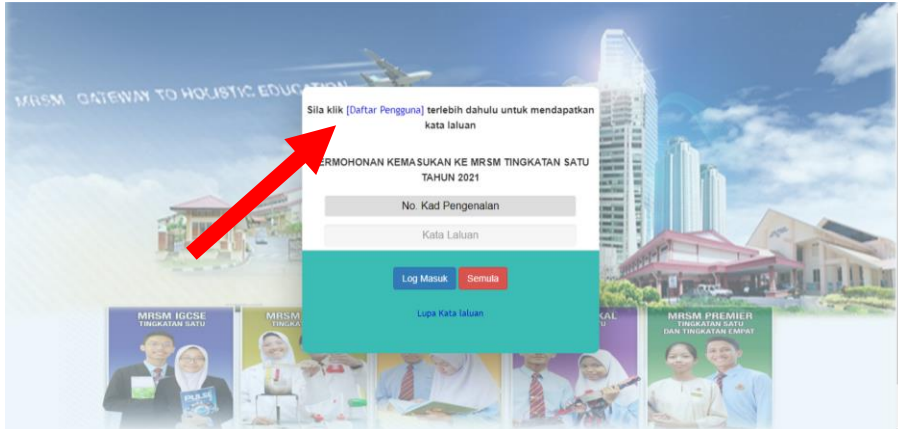 MRSM GATEWAY TO HOLISTIC EDUCATION
Sila klik [Daftar Pengguna] terlebih dahulu untuk mendapatkan
kata laluan
PERMOHONAN KEMASUKAN KE MRSM TINGKATAN SATU
TAHUN 2021
No. Kad Pengenalan
Kata Laluan
Log Masuk Semula
Lupa Kata laluan
MRSM IGCSE
TINGKATAN SATU
MRSM
MRSM PREMIER
TINGKATAN SATU
DAN TINGKATAN EMPAT
PULSE